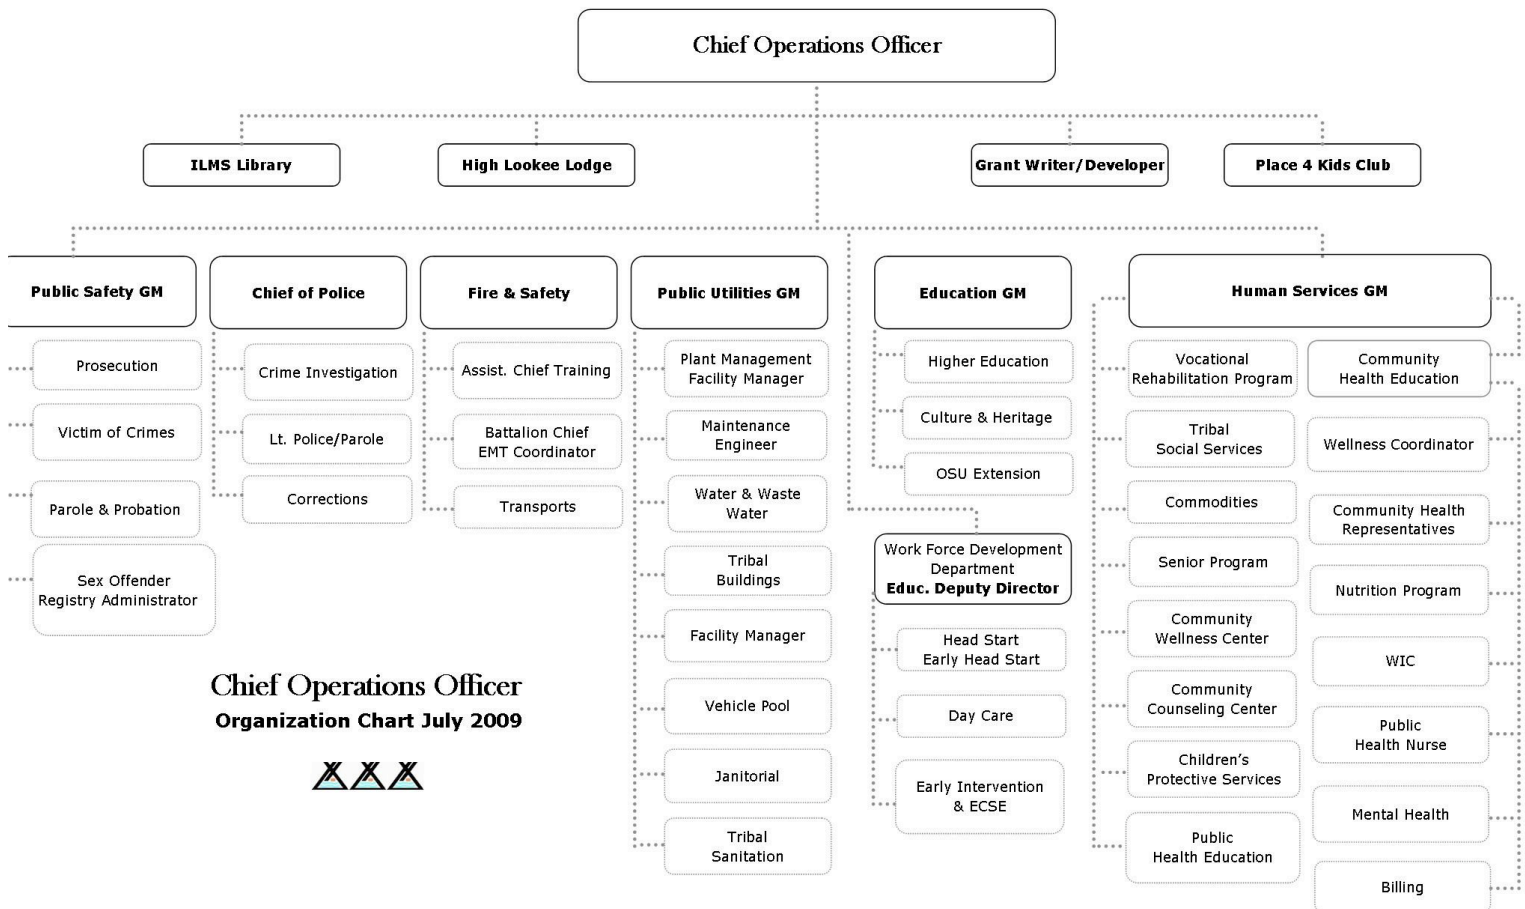 Chief Operations Officer
ILMS Library
High Lookee Lodge
Grant Writer/Developer
Place 4 Kids Club
Public Safety GM
Chief of Police
Fire & Safety
Public Utilities GM
Education GM
Human Services GM
Prosecution
Victim of Crimes
Parole & Probation
Sex Offender
Registry Administrator
Crime Investigation
Lt. Police/Parole
Corrections
Assist. Chief Training
Battalion Chief
EMT Coordinator
Transports
Plant Management
Facility Manager
Maintenance
Engineer
Water & Waste
Water
Tribal
Buildings
Facility Manager
Vehicle Pool
Janitorial
Tribal
Sanitation
Higher Education
Culture & Heritage
OSU Extension
Work Force Development
Department
Educ. Deputy Director
Head Start
Early Head Start
Day Care
Early Intervention
& ECSE
Vocational
Rehabilitation Program
Tribal
Social Services
Commodities
Senior Program
Community
Wellness Center
Community
Counseling Center
Children's
Protective Services
Public
Health Education
Community
Health Education
Wellness Coordinator
Community Health
Representatives
Nutrition Program
WIC
Public
Health Nurse
Mental Health
Billing
Chief Operations Officer
Organization Chart July 2009